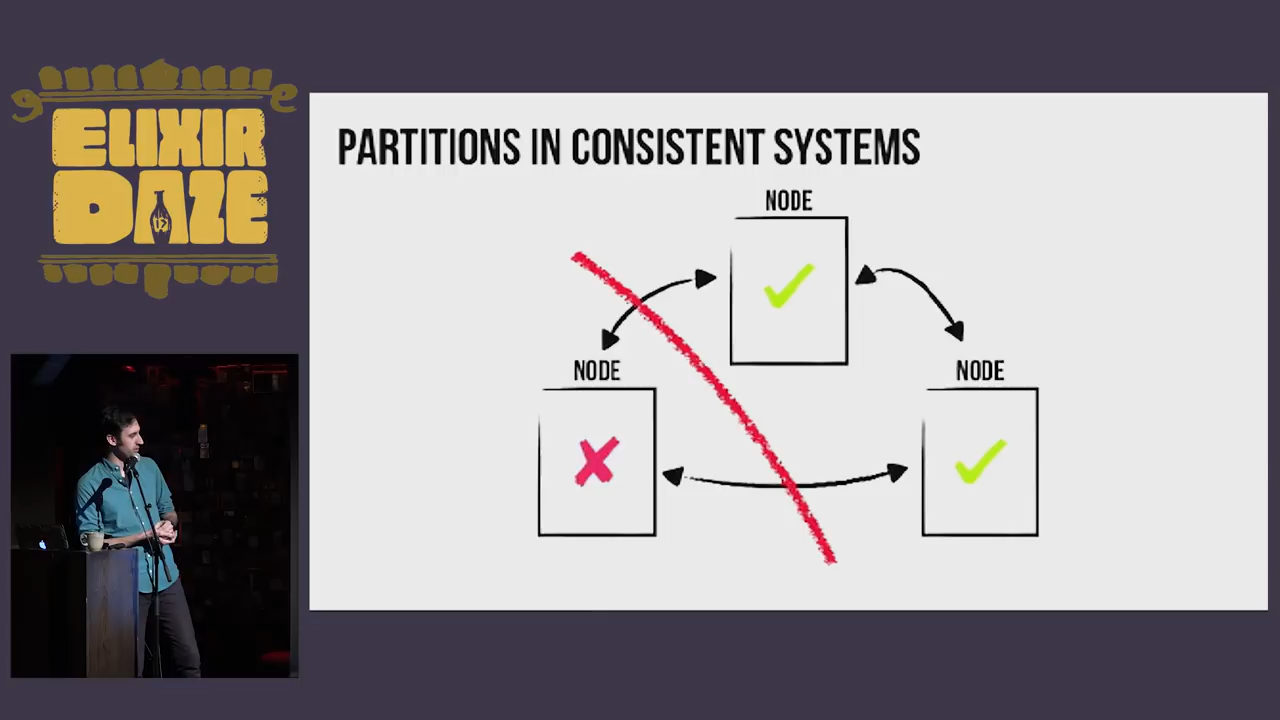 ELIXIR
DAZE
PARTITIONS IN CONSISTENT SYSTEMS
NODE
NODE
NODE